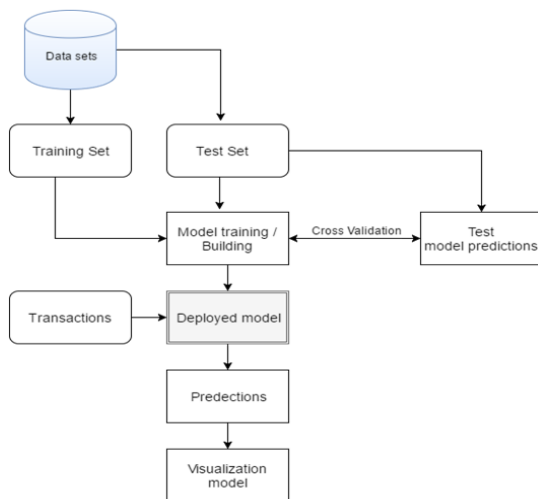 Data sets
Training Set
Test Set
Model training /
Building
Cross Validation
Test
model predictions
Transactions
Deployed model
Predections
Visualization
model